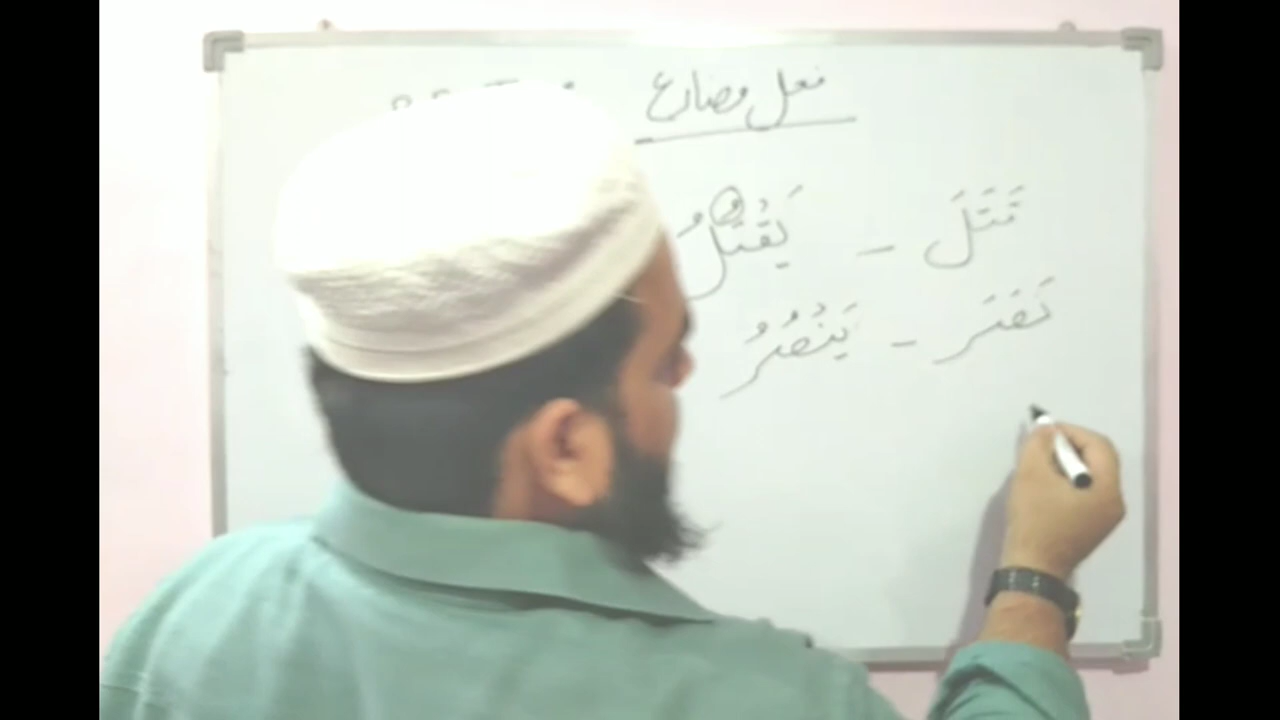 فعل مضارع
قَتَلَ - يَقْتُلُ
نَصَرَ - يَنْصُرُ